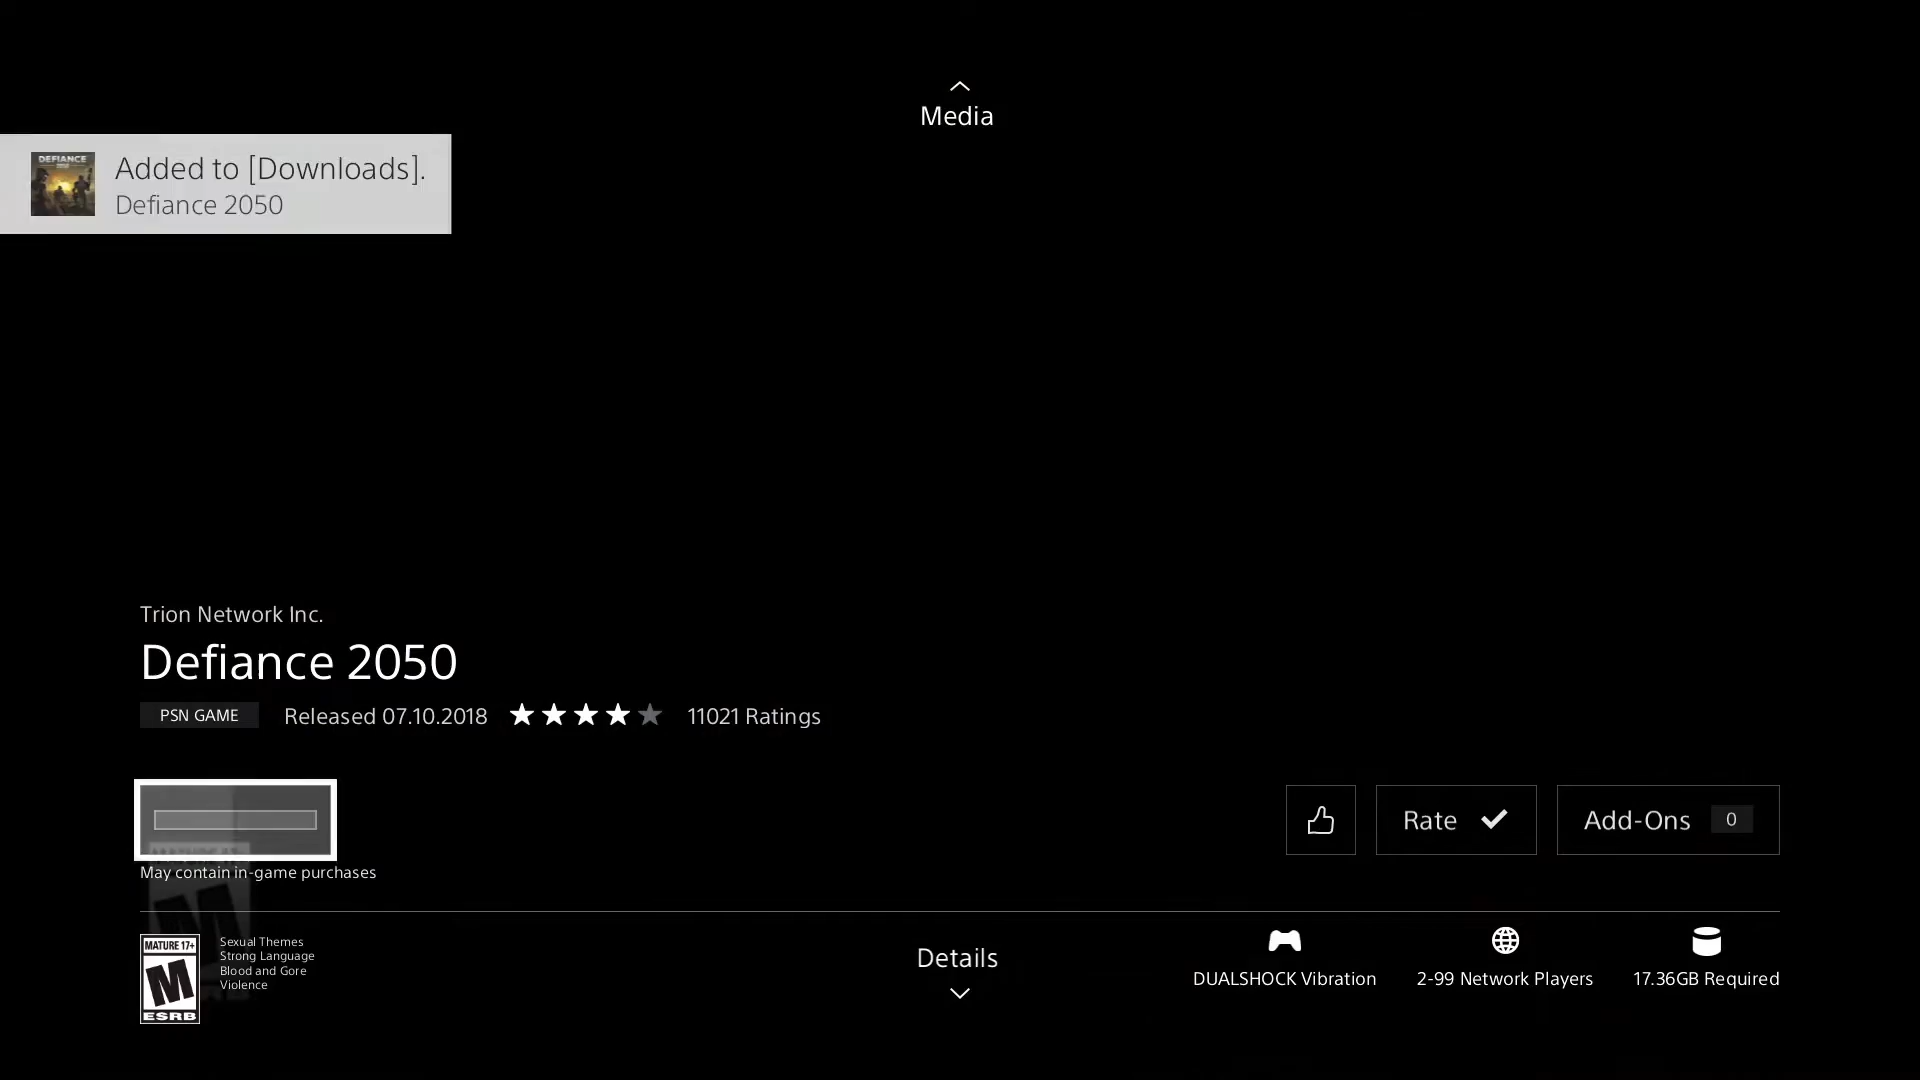 Media
DEFIANCE
Added to [Downloads].
Defiance 2050
Trion Network Inc.
Defiance 2050
PSN GAME
Released 07.10.2018
11021 Ratings
Rate
Add-Ons 0
May contain in-game purchases
MATURE 17+
M
ESRB
Sexual Themes
Strong Language
Blood and Gore
Violence
Details
DUALSHOCK Vibration
2-99 Network Players
17.36GB Required